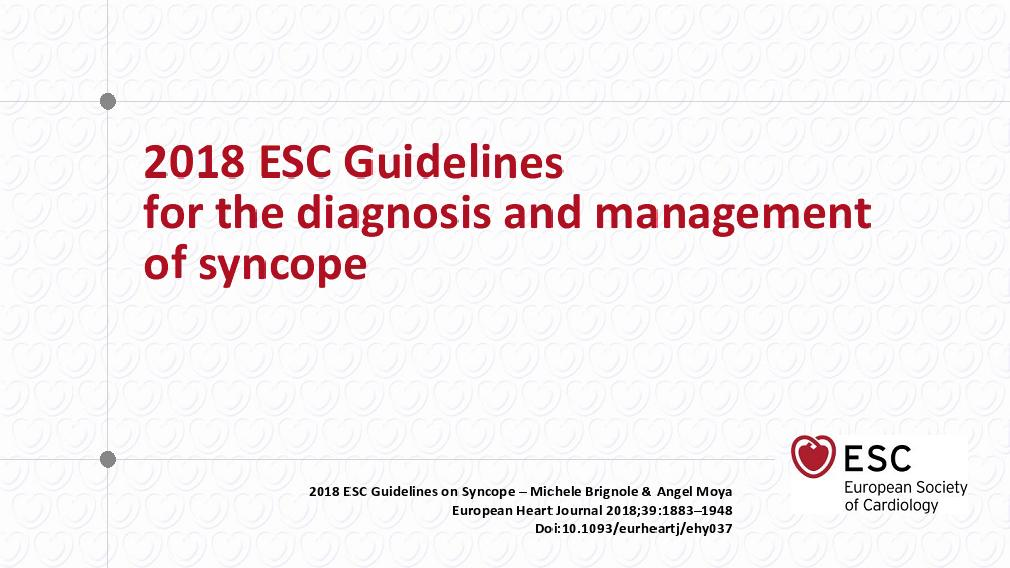 2018 ESC Guidelines
for the diagnosis and management
of syncope
2018 ESC Guidelines on Syncope – Michele Brignole & Angel Moya
European Heart Journal 2018;39:1883–1948
Doi:10.1093/eurheartj/ehy037
ESC
European Society
of Cardiology